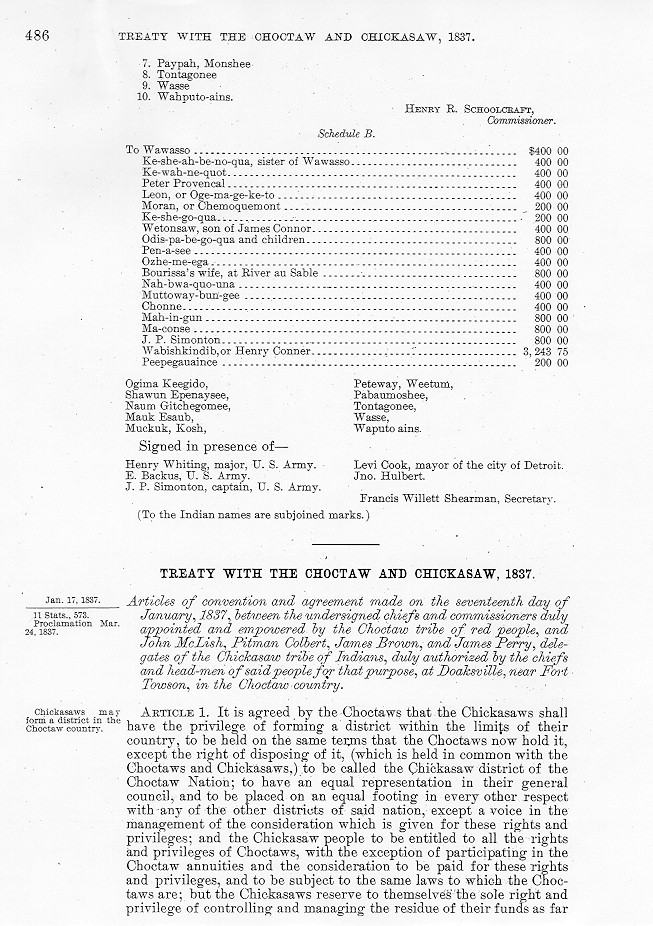 486
TREATY WITH THE CHOCTAW AND CHICKASAW, 1837.
7. Paypah, Monshee
8. Tontagonee
9. Wasse
10. Wahputo-ains.
HENRY R. SCHOOLCRAFT,
Commissioner.
Schedule B.
To Wawasso $400 00
Ke-she-ah-be-no-qua, sister of Wawasso 400 00
Ke-wah-ne-quot 400 00
Peter Provencal 400 00
Leon, or Oge-ma-ge-ke-to 400 00
Moran, or Chemoquemont 200 00
Ke-she-go-qua 200 00
Wetonsaw, son of James Connor 400 00
Odis-pa-be-go-qua and children 800 00
Pen-a-see 400 00
Ozhe-me-ega 400 00
Bourissa's wife, at River au Sable 800 00
Nah-bwa-quo-una 400 00
Muttoway-bun-gee 400 00
Chonne 400 00
Mah-in-gun 800 00
Ma-conse 800 00
J. P. Simonton 800 00
Wabishkindib, or Henry Conner 3,243 75
Peepegauaince 200 00
Ogima Keegido,
Shawun Epenaysee,
Naum Gitchegomee,
Mauk Esaub,
Muckuk, Kosh,
Peteway, Weetum,
Pabaumoshee,
Tontagonee,
Wasse,
Waputo ains.
Signed in presence of—
Henry Whiting, major, U. S. Army.
E. Backus, U. S. Army.
J. P. Simonton, captain, U. S. Army.
Levi Cook, mayor of the city of Detroit.
Jno. Hulbert.
Francis Willett Shearman, Secretary.
(To the Indian names are subjoined marks.)
TREATY WITH THE CHOCTAW AND CHICKASAW, 1837.
Jan. 17, 1837.
11 Stats., 573.
Proclamation Mar.
24, 1837.
Articles of convention and agreement made on the seventeenth day of
January, 1837, between the undersigned chiefs and commissioners duly
appointed and empowered by the Choctaw tribe of red people, and
John McLish, Pitman Colbert, James Brown, and James Perry, dele-
gates of the Chickasaw tribe of Indians, duly authorized by the chiefs
and head-men of said people for that purpose, at Doaksville, near Fort
Towson, in the Choctaw country.
Chickasaws may
form a district in the
Choctaw country.
ARTICLE 1. It is agreed by the Choctaws that the Chickasaws shall
have the privilege of forming a district within the limits of their
country, to be held on the same terms that the Choctaws now hold it,
except the right of disposing of it, (which is held in common with the
Choctaws and Chickasaws,) to be called the Chickasaw district of the
Choctaw Nation; to have an equal representation in their general
council, and to be placed on an equal footing in every other respect
with any of the other districts of said nation, except a voice in the
management of the consideration which is given for these rights and
privileges; and the Chickasaw people to be entitled to all the rights
and privileges of Choctaws, with the exception of participating in the
Choctaw annuities and the consideration to be paid for these rights
and privileges, and to be subject to the same laws to which the Choc-
taws are; but the Chickasaws reserve to themselves the sole right and
privilege of controlling and managing the residue of their funds as far